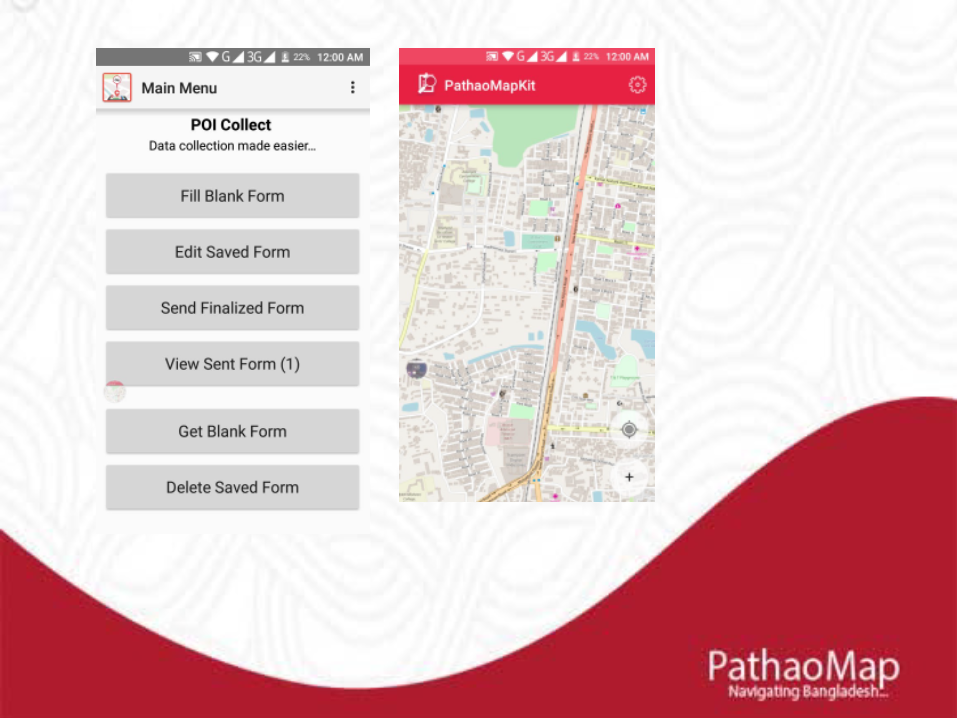 G 3G 22% 12:00 AM
Main Menu
POI Collect
Data collection made easier...
Fill Blank Form
Edit Saved Form
Send Finalized Form
View Sent Form (1)
Get Blank Form
Delete Saved Form
G 3G 22% 12:00 AM
PathaoMapKit
+
PathaoMap
Navigating Bangladesh...